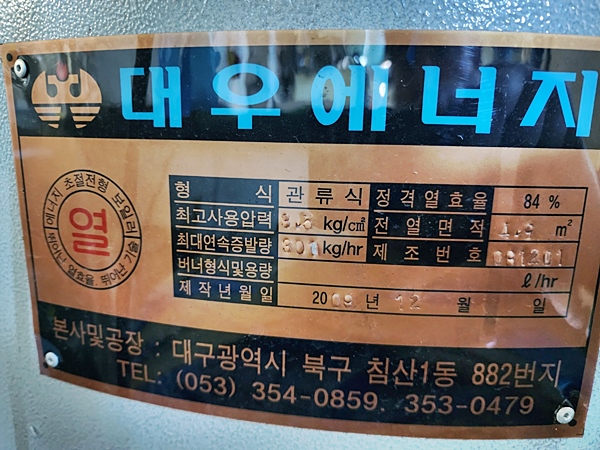 대우에너지
열
형 식 관류식 정격열효율 84 %
최고사용압력 kg/cm² 전열면적 4.9 m²
최대연속증발량 kg/hr 제조번호 091201
버너형식및용량 ℓ/hr
제작년월일 2009 년 12 월 일
본사및공장 : 대구광역시 북구 침산1동 882번지
TEL. (053) 354-0859. 353-0479